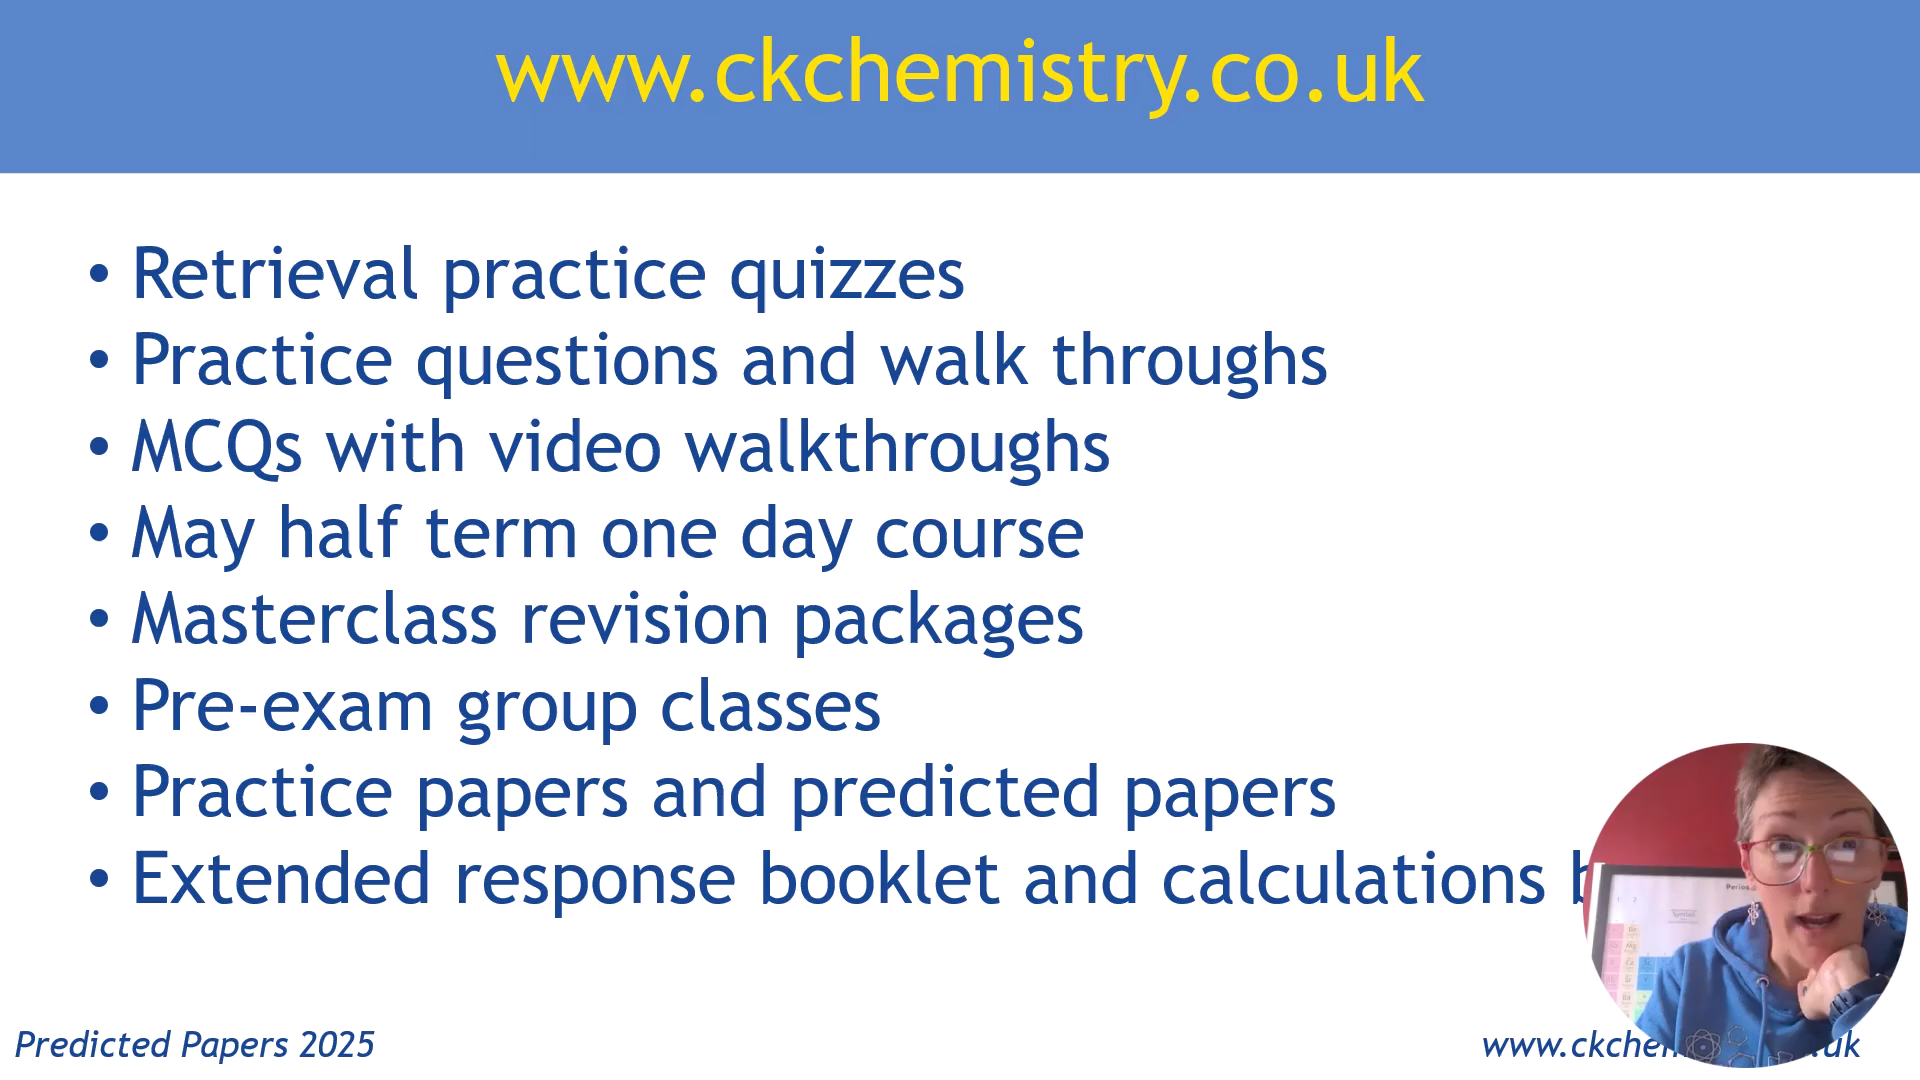 www.ckchemistry.co.uk
• Retrieval practice quizzes
• Practice questions and walk throughs
• MCQs with video walkthroughs
• May half term one day course
• Masterclass revision packages
• Pre-exam group classes
• Practice papers and predicted papers
• Extended response booklet and calculations
Predicted Papers 2025